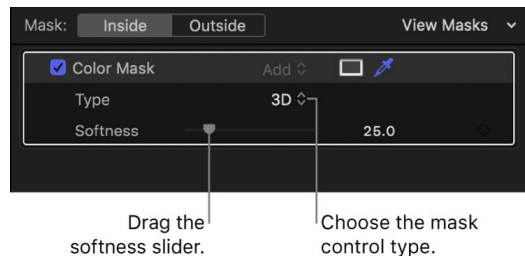 Mask: Inside Outside View Masks
Color Mask Add
Type 3D
Softness 25.0
Drag the softness slider.
Choose the mask control type.